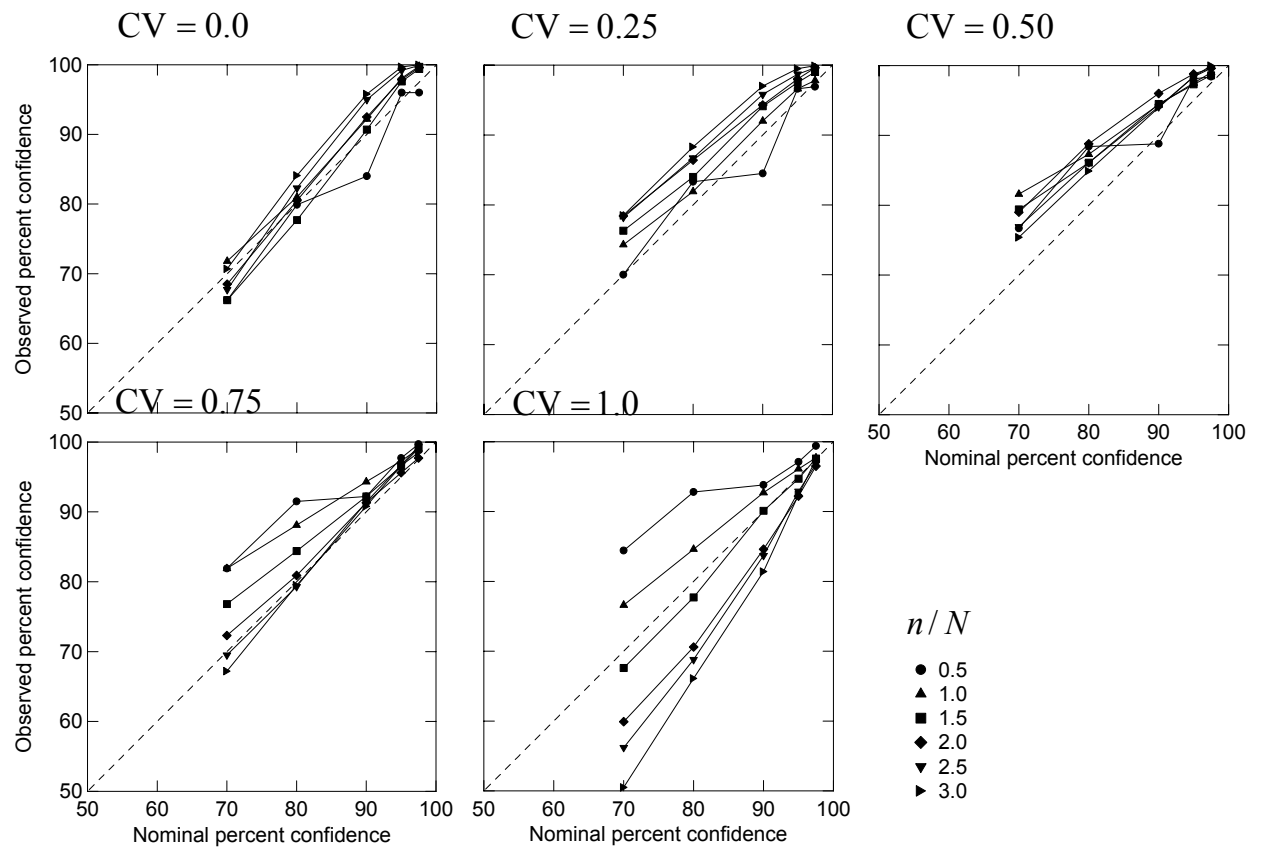 CV = 0.0
CV = 0.25
CV = 0.50
Observed percent confidence
100
90
80
70
60
50
50 60 70 80 90 100
Nominal percent confidence
CV = 0.75
CV = 1.0
Observed percent confidence
100
90
80
70
60
50
50 60 70 80 90 100
Nominal percent confidence
50 60 70 80 90 100
Nominal percent confidence
n / N
0.5
1.0
1.5
2.0
2.5
3.0